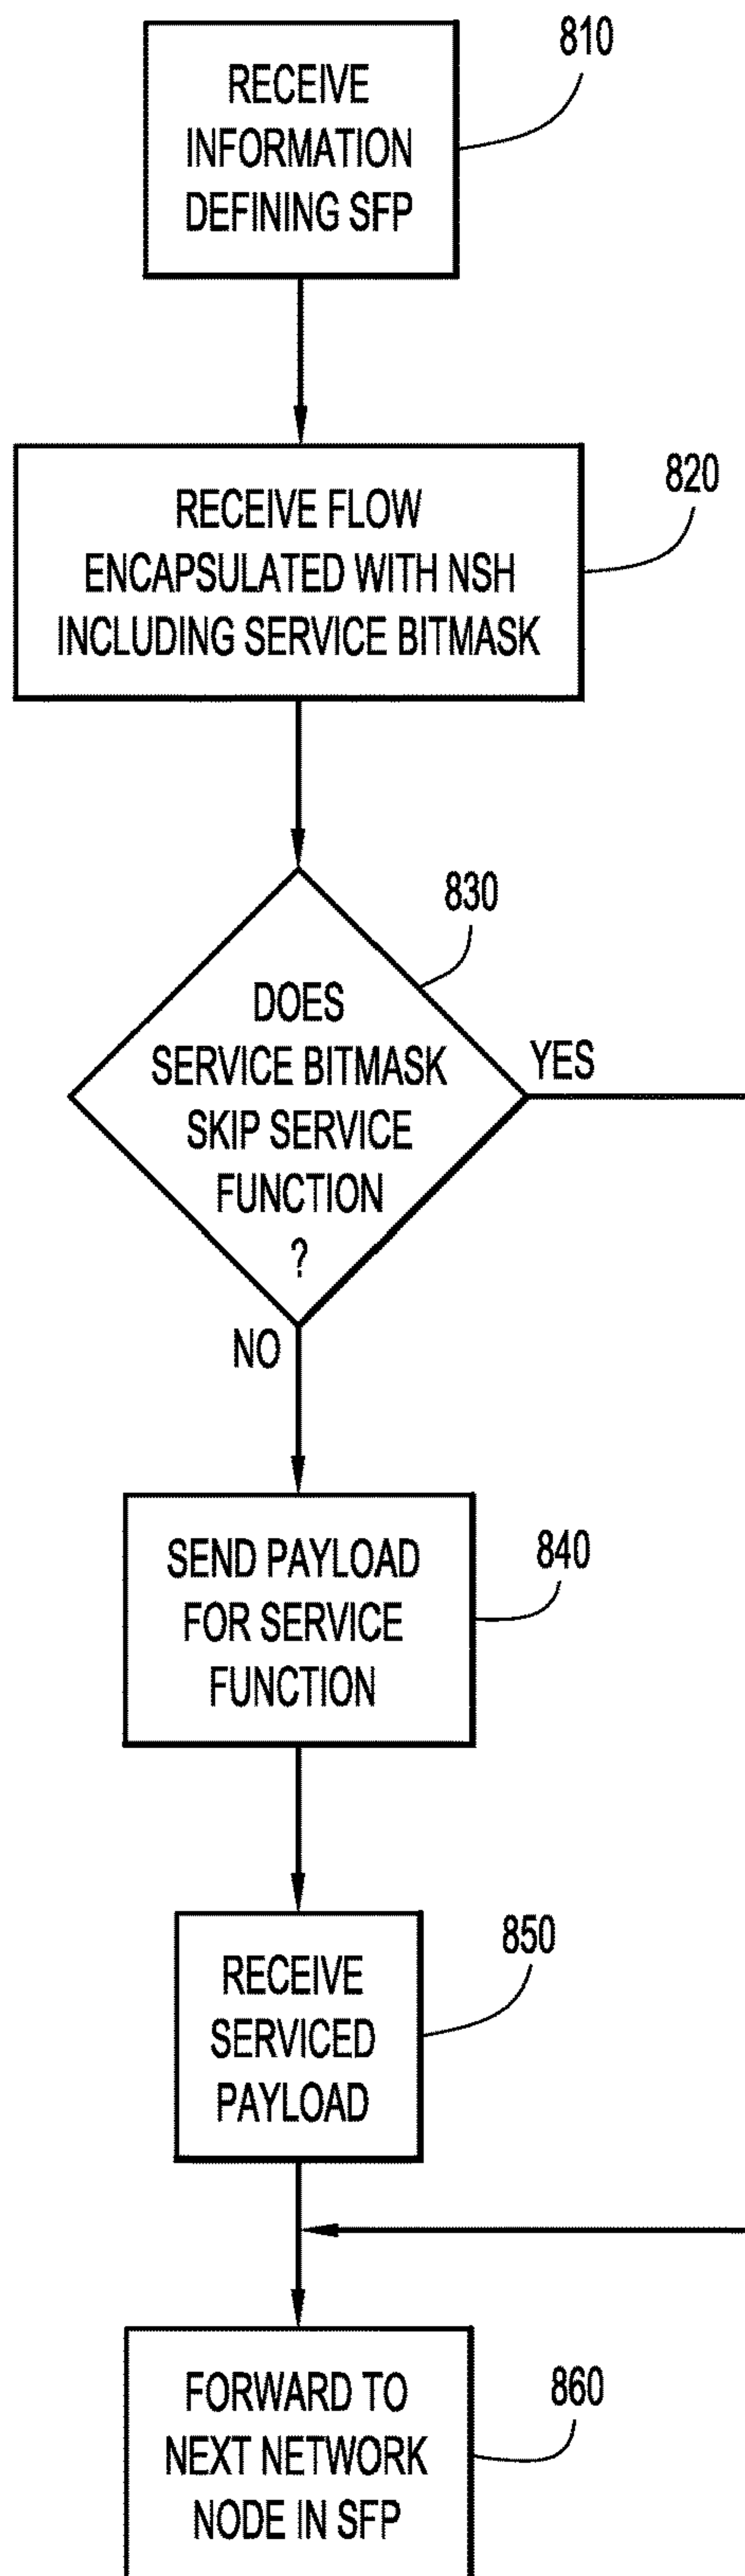 810
RECEIVE
INFORMATION
DEFINING SFP
820
RECEIVE FLOW
ENCAPSULATED WITH NSH
INCLUDING SERVICE BITMASK
830
DOES
SERVICE BITMASK
SKIP SERVICE
FUNCTION
?
YES
NO
840
SEND PAYLOAD
FOR SERVICE
FUNCTION
850
RECEIVE
SERVICED
PAYLOAD
860
FORWARD TO
NEXT NETWORK
NODE IN SFP